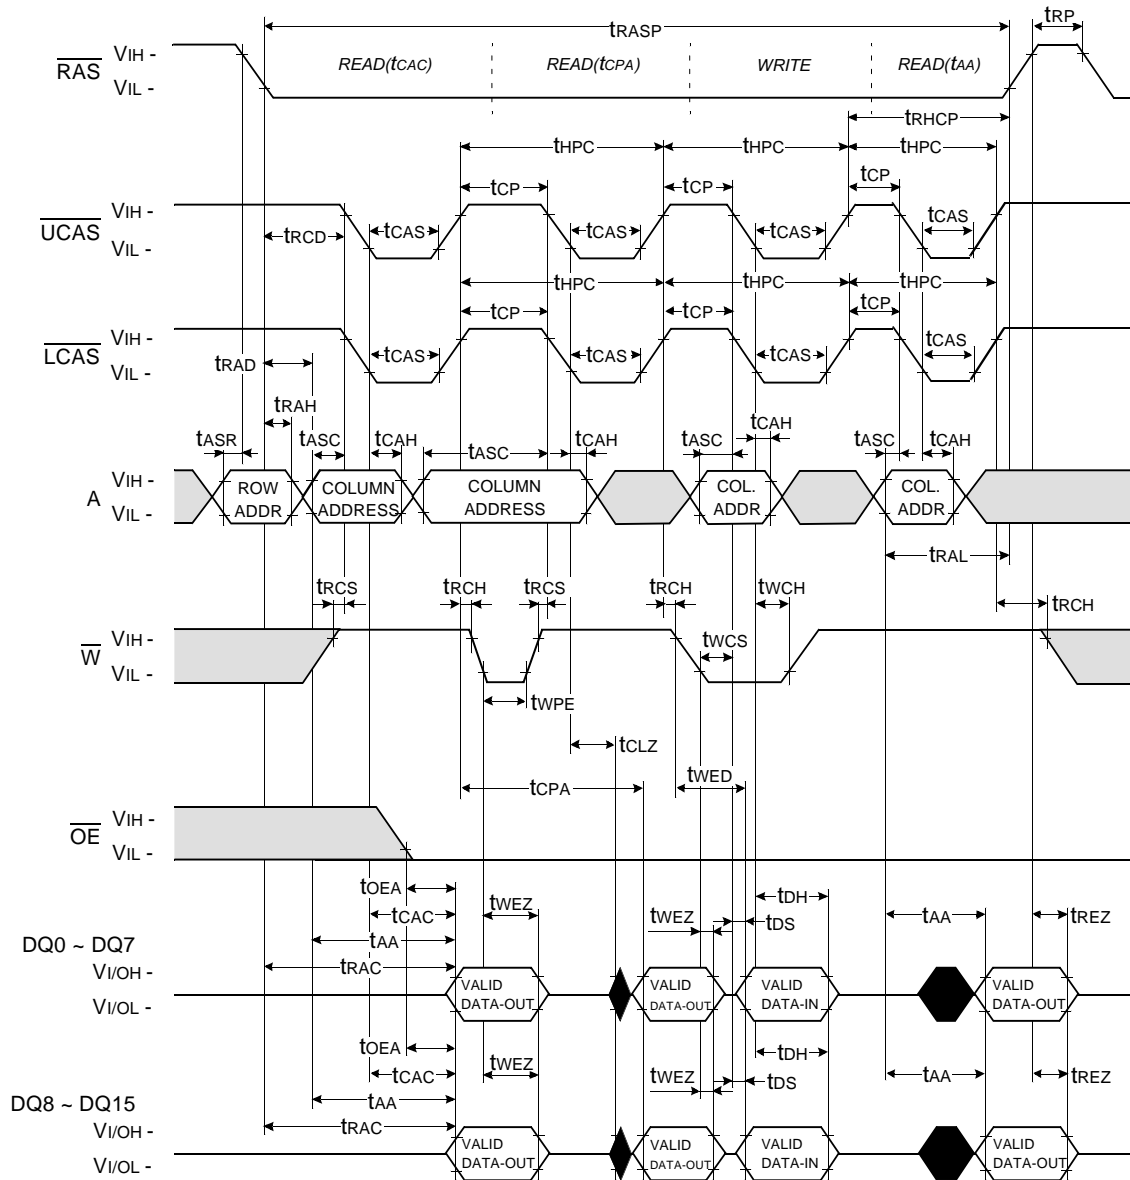 tRASP
tRP
RAS
VIH -
VIL -
READ(tCAC)
READ(tCPA)
WRITE
READ(tAA)
tRHCP
tHPC
tHPC
tHPC
tCP
tCP
tCP
UCAS
VIH -
VIL -
tRCD
tCAS
tCAS
tCAS
tCAS
tHPC
tHPC
tHPC
tCP
tCP
tCP
LCAS
VIH -
VIL -
tRAD
tCAS
tCAS
tCAS
tCAS
tRAH
tASR
tASC
tCAH
tASC
tCAH
tASC
tCAH
tASC
tCAH
A
VIH -
VIL -
ROW
ADDR
COLUMN
ADDRESS
COLUMN
ADDRESS
COL.
ADDR
COL.
ADDR
tRAL
tRCS
tRCH
tRCS
tRCH
tWCH
tRCH
W
VIH -
VIL -
tWCS
tWPE
tCLZ
tCPA
tWED
OE
VIH -
VIL -
tOEA
tCAC
tAA
tRAC
tWEZ
tWEZ
tDH
tDS
tAA
tREZ
DQ0 ~ DQ7
VI/OH -
VI/OL -
VALID
DATA-OUT
VALID
DATA-OUT
VALID
DATA-IN
VALID
DATA-OUT
tOEA
tCAC
tAA
tRAC
tWEZ
tWEZ
tDH
tDS
tAA
tREZ
DQ8 ~ DQ15
VI/OH -
VI/OL -
VALID
DATA-OUT
VALID
DATA-OUT
VALID
DATA-IN
VALID
DATA-OUT